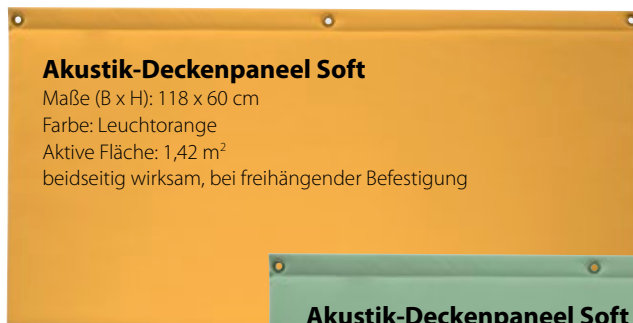 Akustik-Deckenpaneel Soft
Maße (B x H): 118 x 60 cm
Farbe: Leuchtorange
Aktive Fläche: 1,42 m²
beidseitig wirksam, bei freihängender Befestigung
Akustik-Deckenpaneel Soft